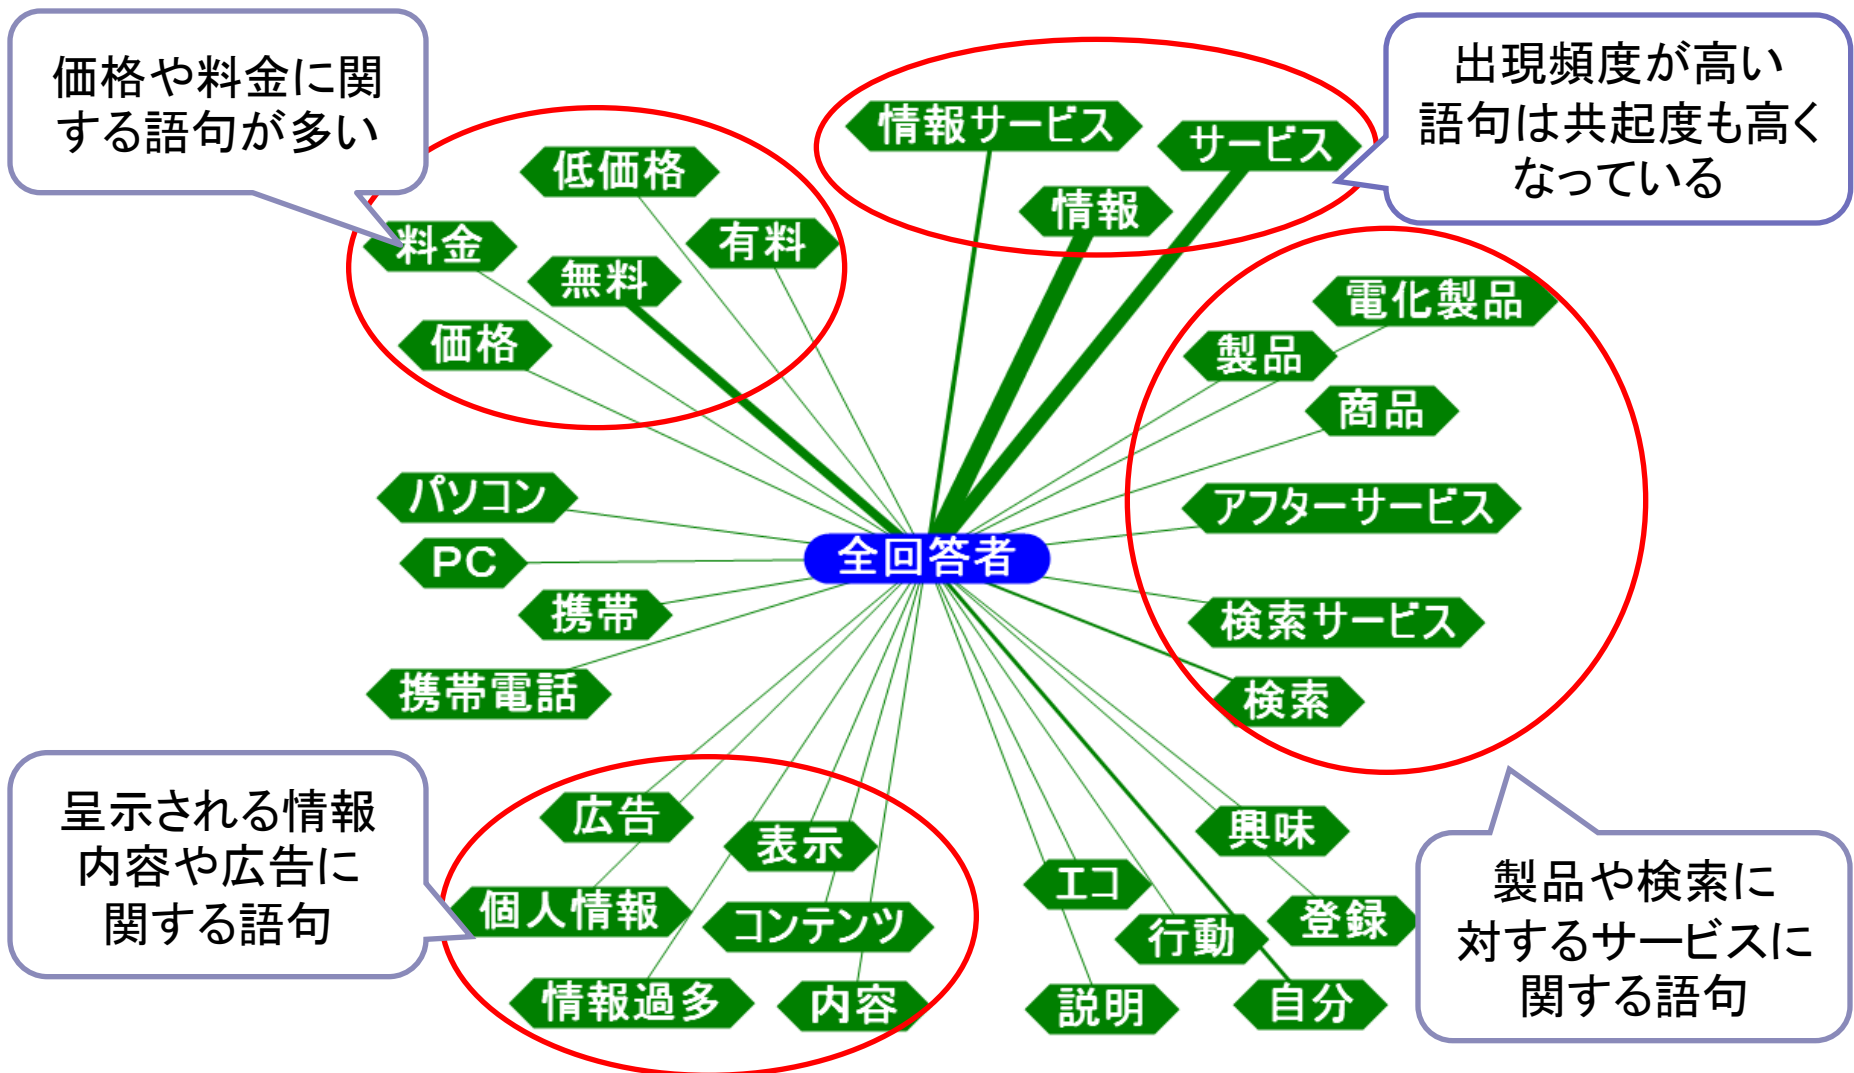 価格や料金に関
する語句が多い
出現頻度が高い
語句は共起度も高く
なっている
情報サービス
サービス
情報
低価格
料金
有料
無料
価格
電化製品
製品
商品
アフターサービス
検索サービス
検索
パソコン
PC
携帯
携帯電話
全回答者
呈示される情報
内容や広告に
関する語句
広告
表示
個人情報
コンテンツ
情報過多
内容
興味
エコ
登録
行動
説明
自分
製品や検索に
対するサービスに
関する語句